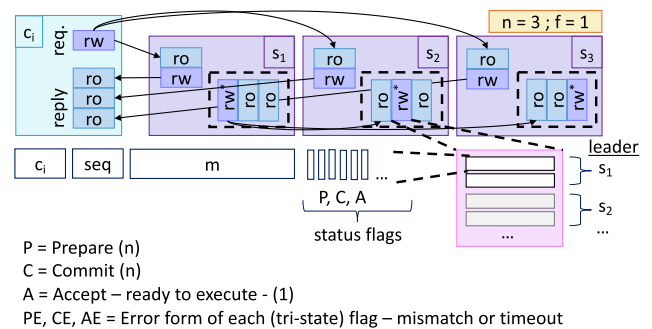 n = 3 ; f = 1
cᵢ
req.
rw
reply
ro
ro
ro
ro
rw
s₁
rw*
ro
ro
ro
rw
s₂
ro
rw*
ro
ro
rw
s₃
ro
ro
rw*
cᵢ
seq
m
...
P, C, A
status flags
leader
s₁
s₂
...
...
P = Prepare (n)
C = Commit (n)
A = Accept – ready to execute - (1)
PE, CE, AE = Error form of each (tri-state) flag – mismatch or timeout